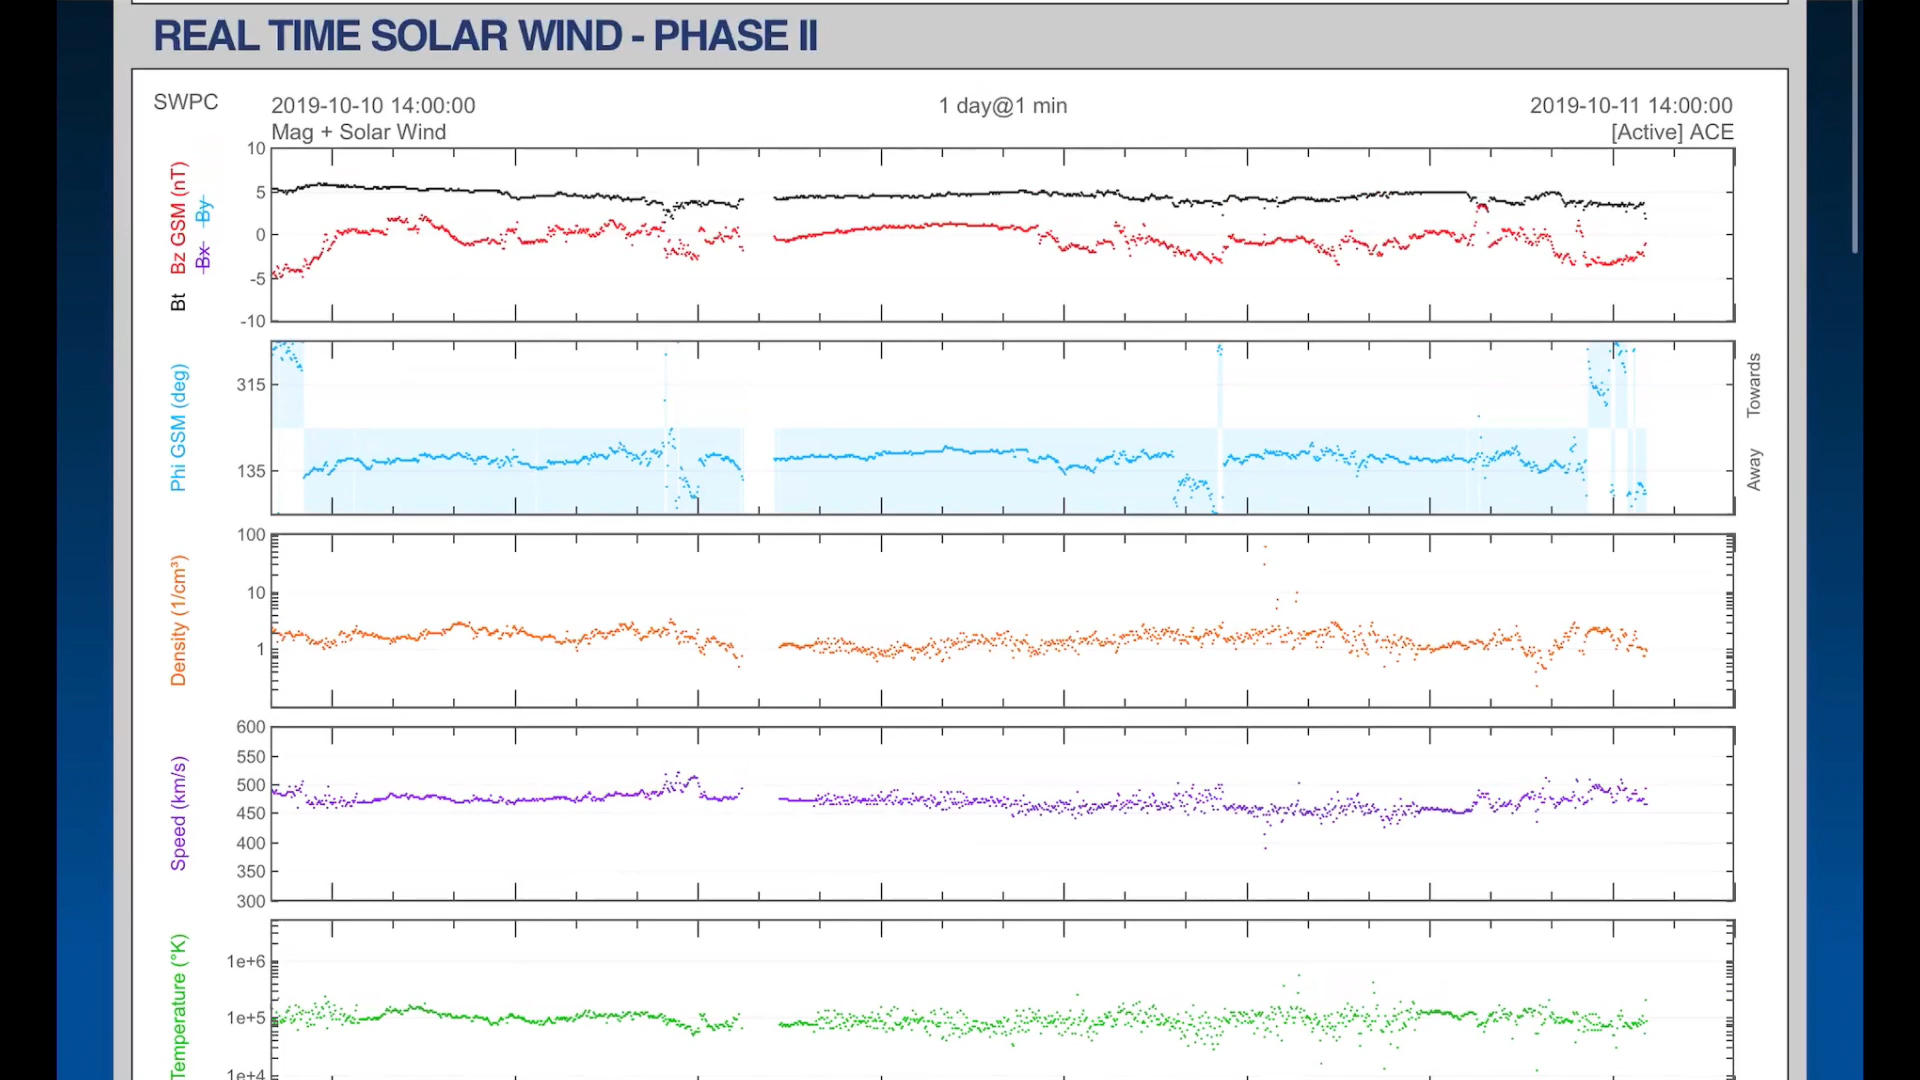 REAL TIME SOLAR WIND - PHASE II
SWPC
2019-10-10 14:00:00
1 day@1 min
2019-10-11 14:00:00
Mag + Solar Wind
[Active] ACE
Bt Bz GSM (nT)
Bx By
10
5
0
-5
-10
Phi GSM (deg)
315
135
Towards
Away
Density (1/cm³)
100
10
1
Speed (km/s)
600
550
500
450
400
350
300
Temperature (°K)
1e+6
1e+5
1e+4